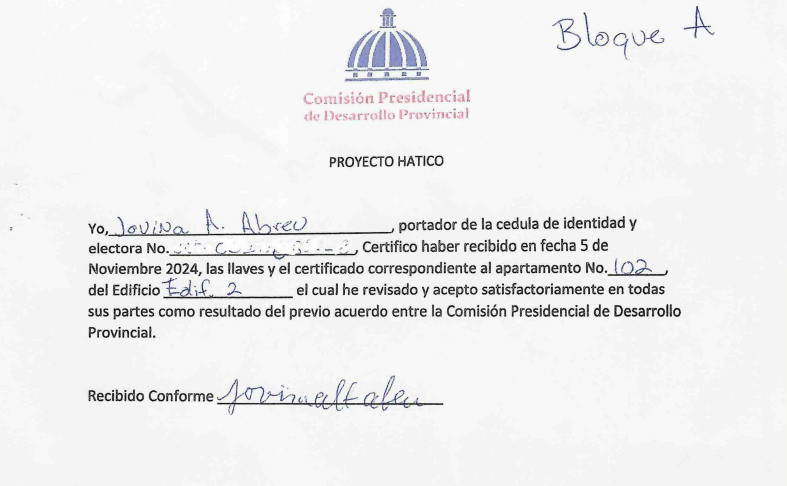 Bloque A
Comisión Presidencial
de Desarrollo Provincial
PROYECTO HATICO
Yo, Jovina A. Abreu, portador de la cedula de identidad y
electora No. , Certifico haber recibido en fecha 5 de
Noviembre 2024, las llaves y el certificado correspondiente al apartamento No. 102,
del Edificio Edif. 2 el cual he revisado y acepto satisfactoriamente en todas
sus partes como resultado del previo acuerdo entre la Comisión Presidencial de Desarrollo
Provincial.
Recibido Conforme